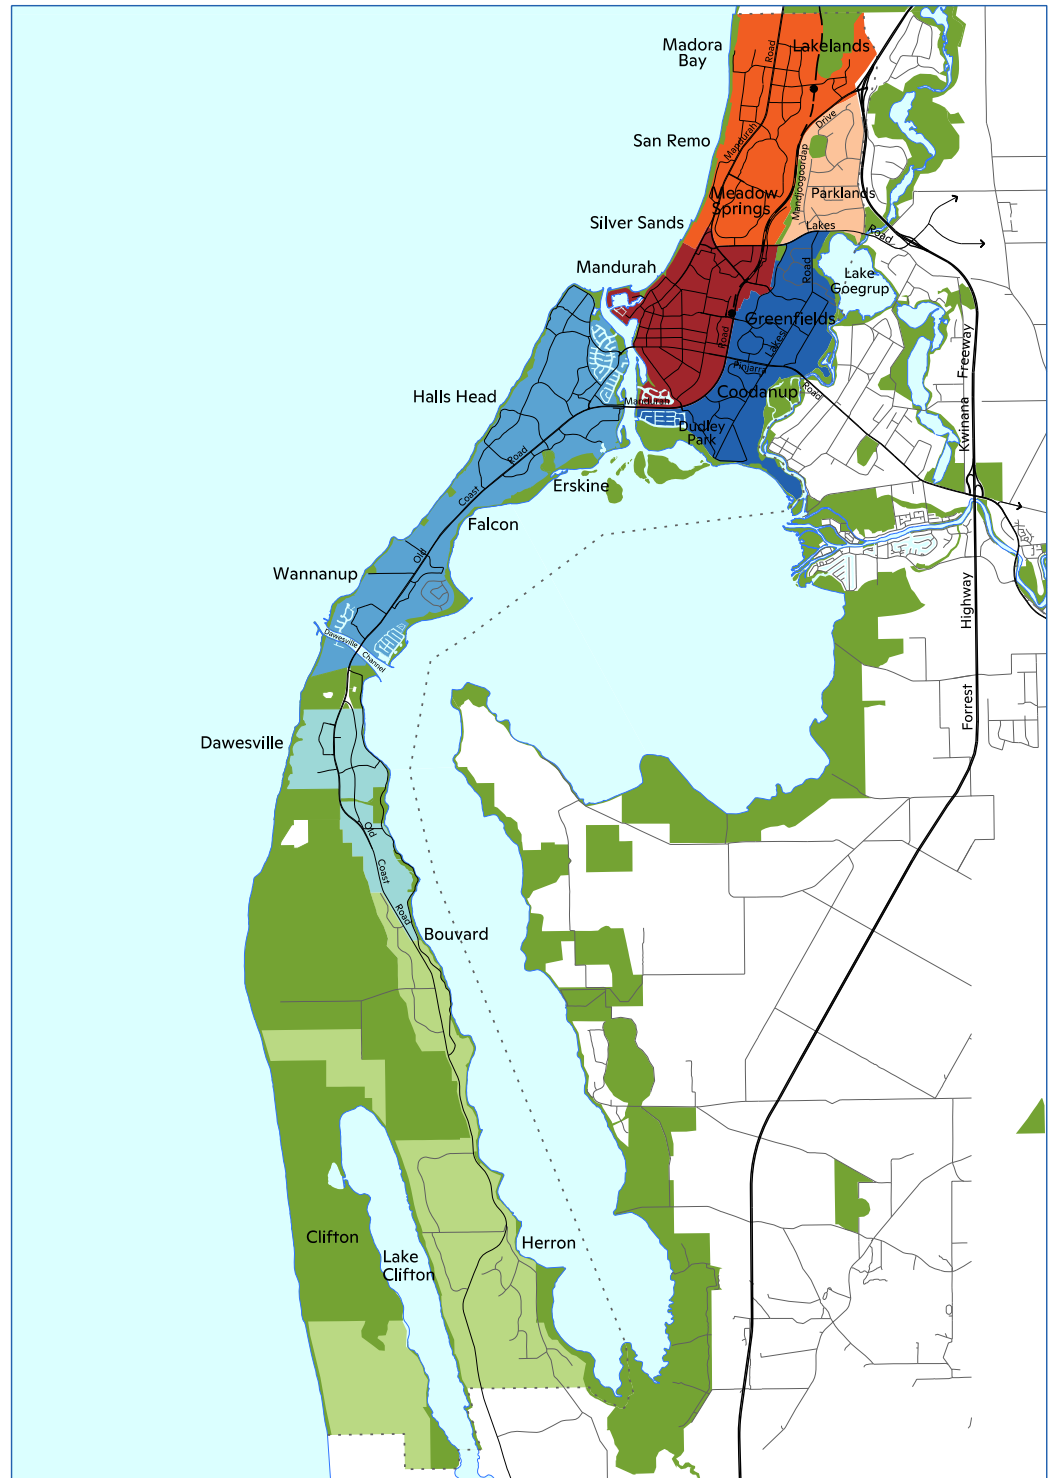 Madora
Bay
Lakelands
Road
San Remo
Mandurah
Drive
Mandjoogoordap
Meadow
Springs
Parklands
Silver Sands
Lakes
Road
Mandurah
Road
Lake
Goegrup
Greenfields
Road
Lakes
Pinjarra
Road
Freeway
Kwinana
Halls Head
Coodanup
Mandurah
Dudley
Park
Road
Coast
Old
Erskine
Falcon
Wannanup
Highway
Forrest
Dawesville
Channel
Dawesville
Old
Coast
Road
Bouvard
Clifton
Lake
Clifton
Herron